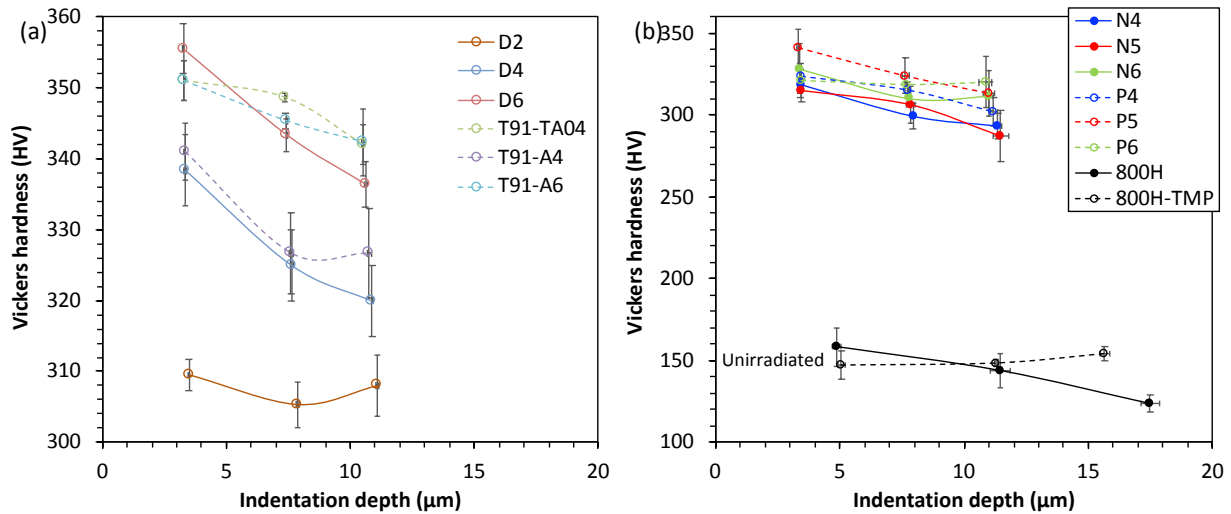 (a)
360
350
340
330
320
310
300
0
5
10
15
20
Vickers hardness (HV)
Indentation depth (µm)
D2
D4
D6
T91-TA04
T91-A4
T91-A6
(b)
350
300
250
200
150
100
0
5
10
15
20
Vickers hardness (HV)
Indentation depth (µm)
Unirradiated
N4
N5
N6
P4
P5
P6
800H
800H-TMP